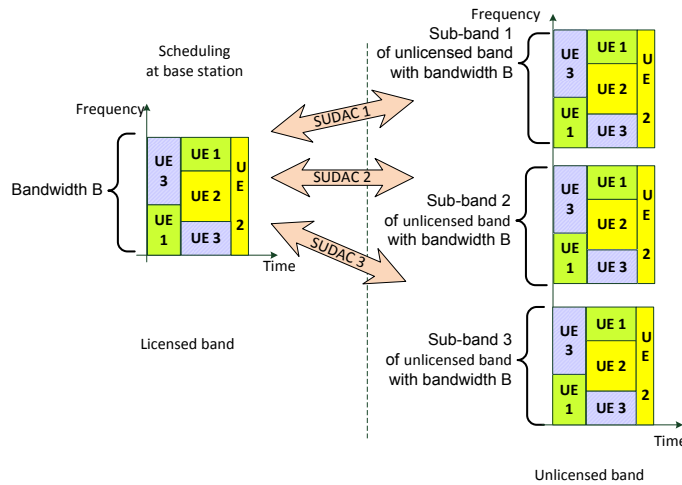 Scheduling
at base station
Frequency
Bandwidth B
UE
3
UE
1
UE 1
UE 2
UE 3
U
E
2
Time
Licensed band
SUDAC 1
SUDAC 2
SUDAC 3
Frequency
Sub-band 1
of unlicensed band
with bandwidth B
UE
3
UE
1
UE 1
UE 2
UE 3
U
E
2
Sub-band 2
of unlicensed band
with bandwidth B
UE
3
UE
1
UE 1
UE 2
UE 3
U
E
2
Sub-band 3
of unlicensed band
with bandwidth B
UE
3
UE
1
UE 1
UE 2
UE 3
U
E
2
Time
Unlicensed band